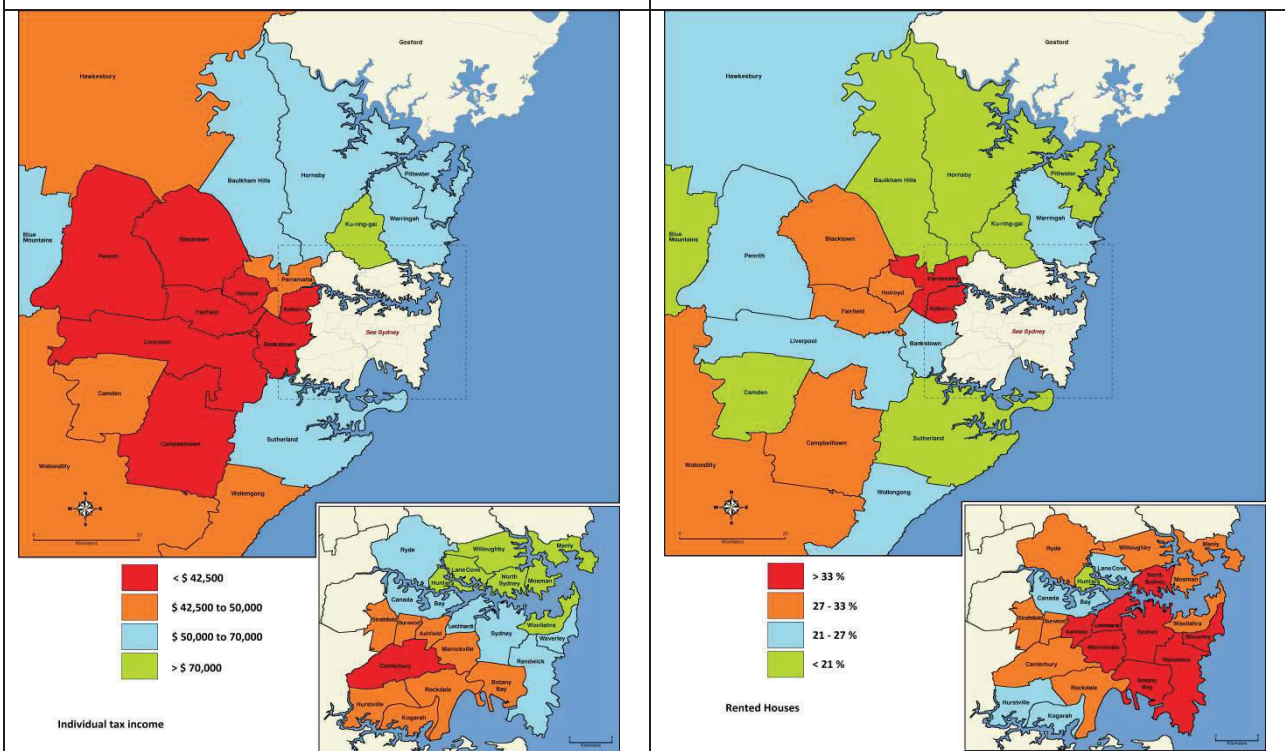 Gosford
Hawkesbury
Baulkham Hills
Hornsby
Pittwater
Ku-ring-gai
Warringah
Blue
Mountains
Penrith
Blacktown
Holroyd
Parramatta
Auburn
Fairfield
See Sydney
Liverpool
Bankstown
Camden
Campbelltown
Sutherland
Wollondilly
Wollongong
N
Kilometers
Ryde
Willoughby
Manly
Lane Cove
Hunters
North
Sydney
Mosman
Canada
Bay
Woollahra
Strathfield
Burwood
Leichhardt
Sydney
Waverley
Ashfield
Marrickville
Randwick
Canterbury
Botany
Bay
Rockdale
Hurstville
Kogarah
Kilometers
< $ 42,500
$ 42,500 to 50,000
$ 50,000 to 70,000
> $ 70,000
Individual tax income
Gosford
Hawkesbury
Baulkham Hills
Hornsby
Pittwater
Ku-ring-gai
Warringah
Blue
Mountains
Penrith
Blacktown
Holroyd
Parramatta
Auburn
Fairfield
See Sydney
Liverpool
Bankstown
Camden
Campbelltown
Sutherland
Wollondilly
Wollongong
N
Kilometers
Ryde
Willoughby
Manly
Lane Cove
Hunters
North
Sydney
Mosman
Canada
Bay
Woollahra
Strathfield
Burwood
Leichhardt
Sydney
Waverley
Ashfield
Marrickville
Randwick
Canterbury
Botany
Bay
Rockdale
Hurstville
Kogarah
Kilometers
> 33 %
27 - 33 %
21 - 27 %
< 21 %
Rented Houses